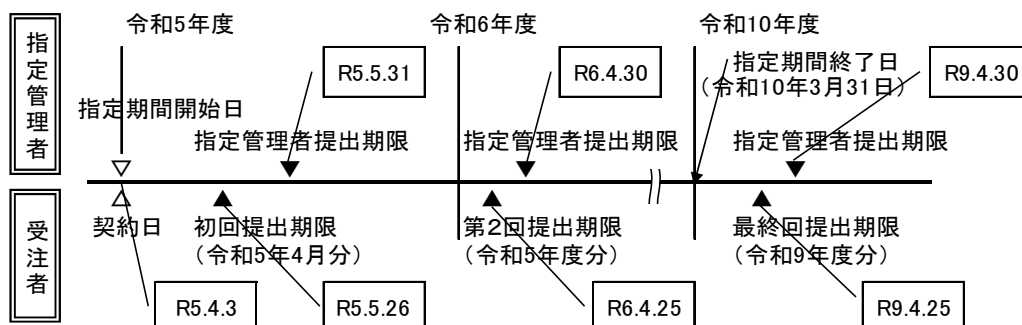 令和5年度
令和6年度
令和10年度
指定管理者
R5.5.31
R6.4.30
指定期間終了日
(令和10年3月31日)
R9.4.30
指定期間開始日
指定管理者提出期限
指定管理者提出期限
指定管理者提出期限
受注者
契約日
初回提出期限
(令和5年4月分)
第2回提出期限
(令和5年度分)
最終回提出期限
(令和9年度分)
R5.4.3
R5.5.26
R6.4.25
R9.4.25